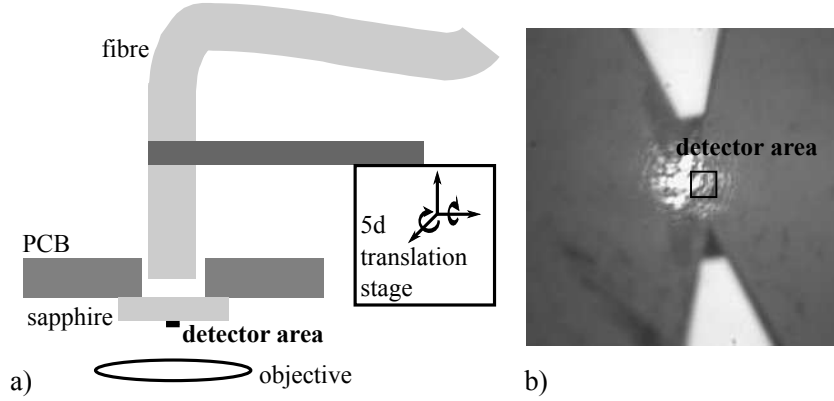 fibre
PCB
5d
translation
stage
sapphire
detector area
objective
a)
detector area
b)